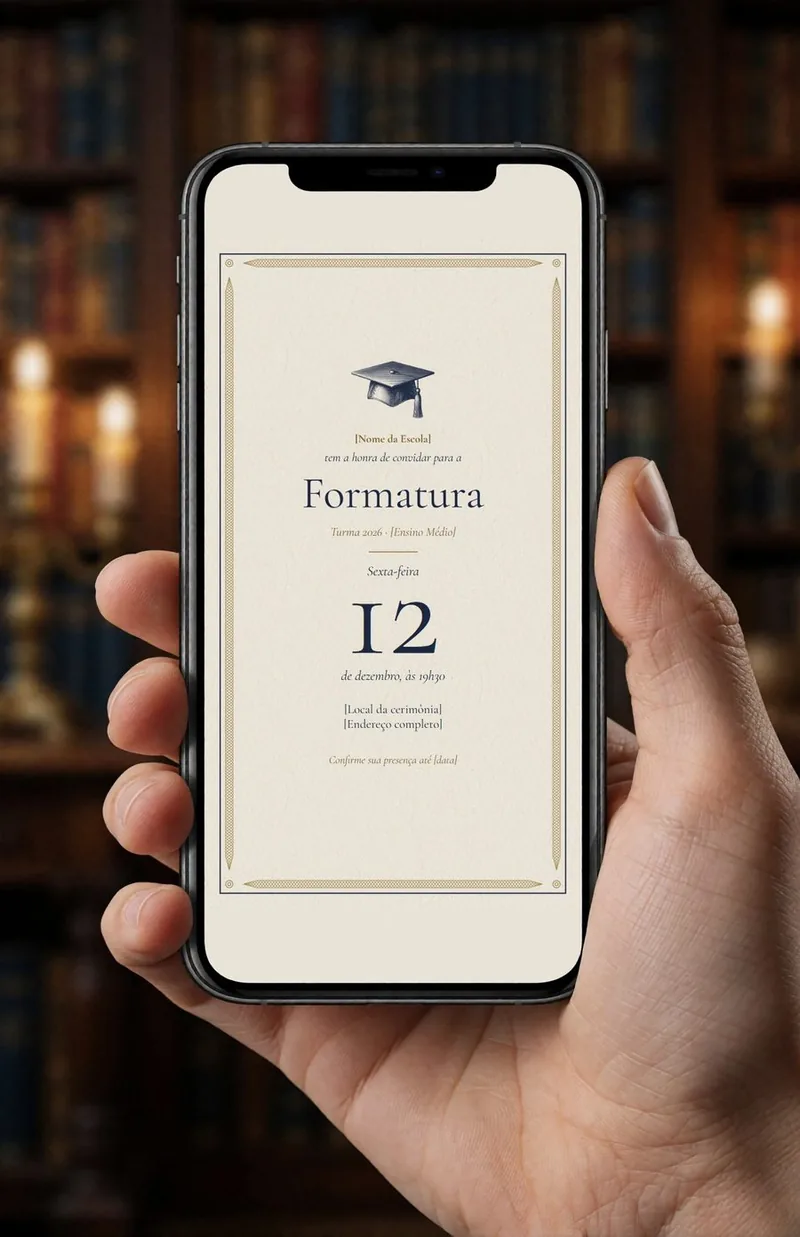 [Nome da Escola]
tem a honra de convidar para a
Formatura
Turma 2026 · [Ensino Médio]
Sexta-feira
12
de dezembro, às 19h30
[Local da cerimônia]
[Endereço completo]
Confirme sua presença até [data]